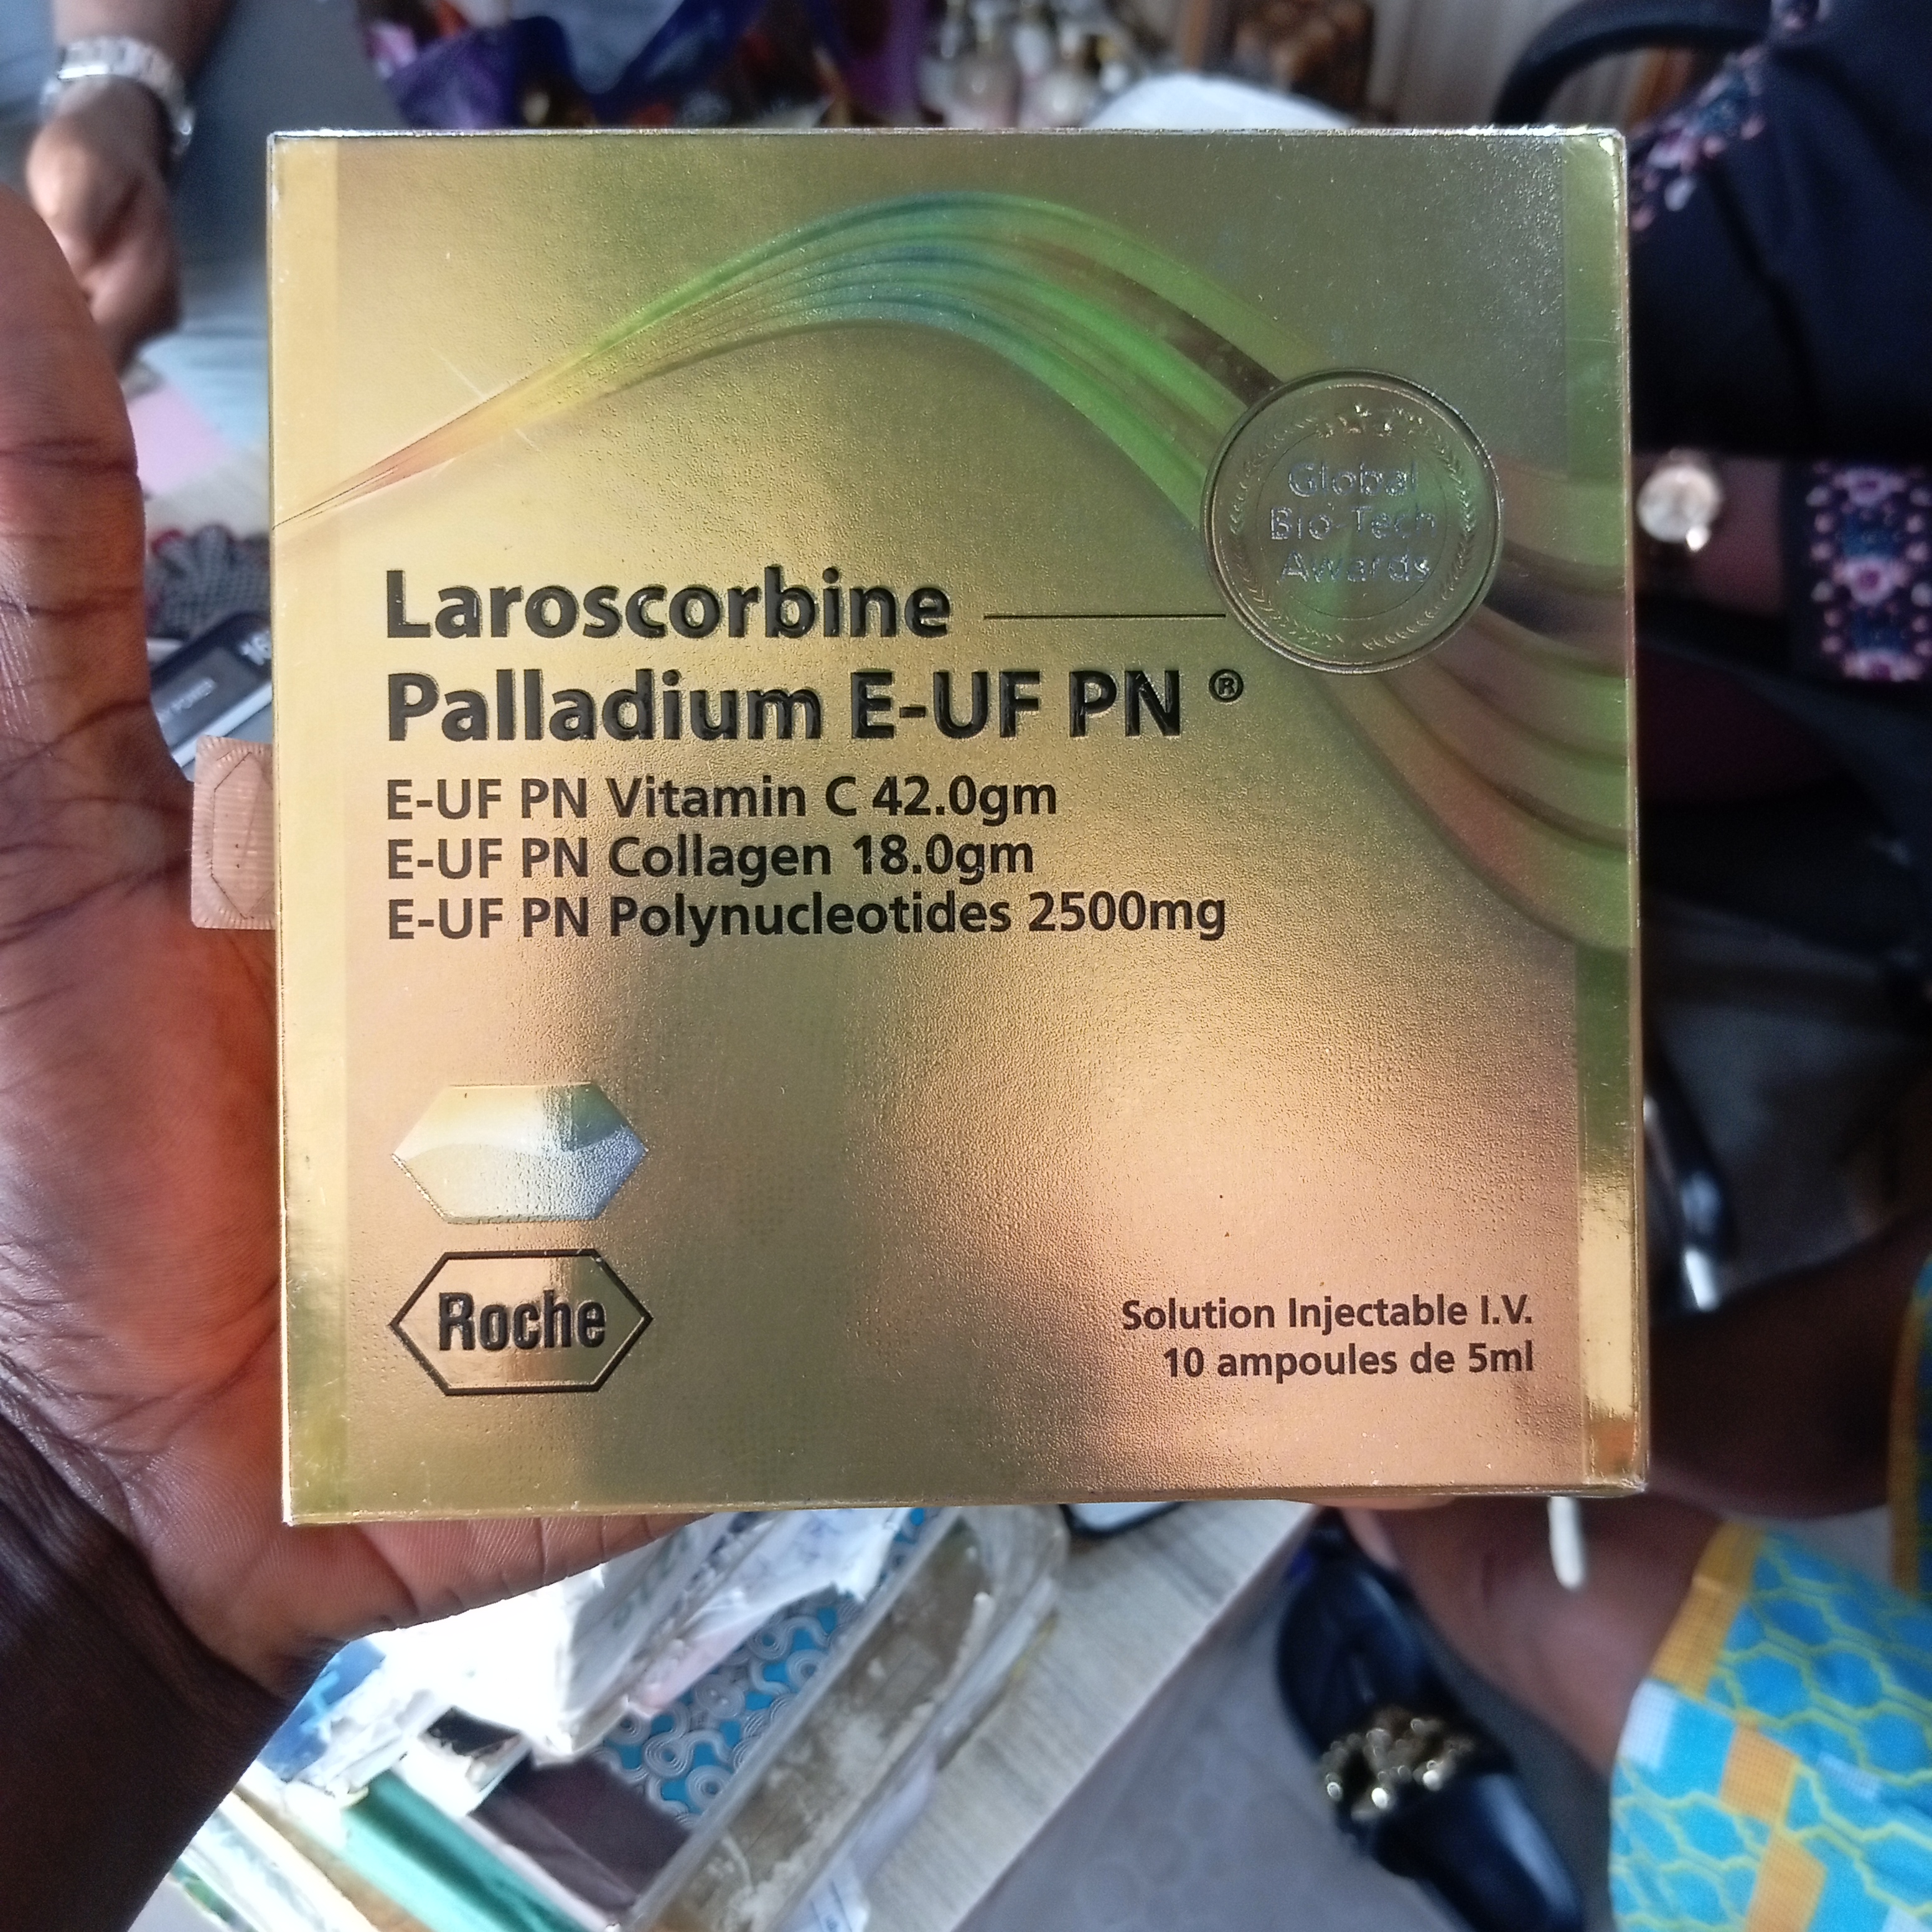 Global
Bio-Tech
Awards
Laroscorbine
Palladium E-UF PN ®
E-UF PN Vitamin C 42.0gm
E-UF PN Collagen 18.0gm
E-UF PN Polynucleotides 2500mg
Roche
Solution Injectable I.V.
10 ampoules de 5ml